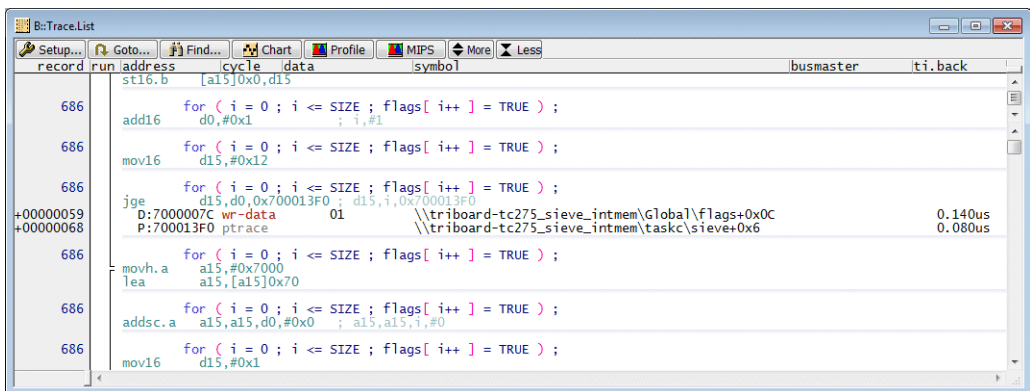 B::Trace.List
Setup... Goto... Find... Chart Profile MIPS More Less
record run address cycle data symbol busmaster ti.back
st16.b [a15]0x0,d15
686 for ( i = 0 ; i <= SIZE ; flags[ i++ ] = TRUE ) ;
add16 d0,#0x1 ; i,#1
686 for ( i = 0 ; i <= SIZE ; flags[ i++ ] = TRUE ) ;
mov16 d15,#0x12
686 for ( i = 0 ; i <= SIZE ; flags[ i++ ] = TRUE ) ;
jge d15,d0,0x700013F0 ; d15,i,0x700013F0
+00000059 D:7000007C wr-data 01 \\triboard-tc275_sieve_intmem\Global\flags+0x0C 0.140us
+00000068 P:700013F0 ptrace \\triboard-tc275_sieve_intmem\taskc\sieve+0x6 0.080us
686 for ( i = 0 ; i <= SIZE ; flags[ i++ ] = TRUE ) ;
movh.a a15,#0x7000
lea a15,[a15]0x70
686 for ( i = 0 ; i <= SIZE ; flags[ i++ ] = TRUE ) ;
addsc.a a15,a15,d0,#0x0 ; a15,a15,i,#0
686 for ( i = 0 ; i <= SIZE ; flags[ i++ ] = TRUE ) ;
mov16 d15,#0x1